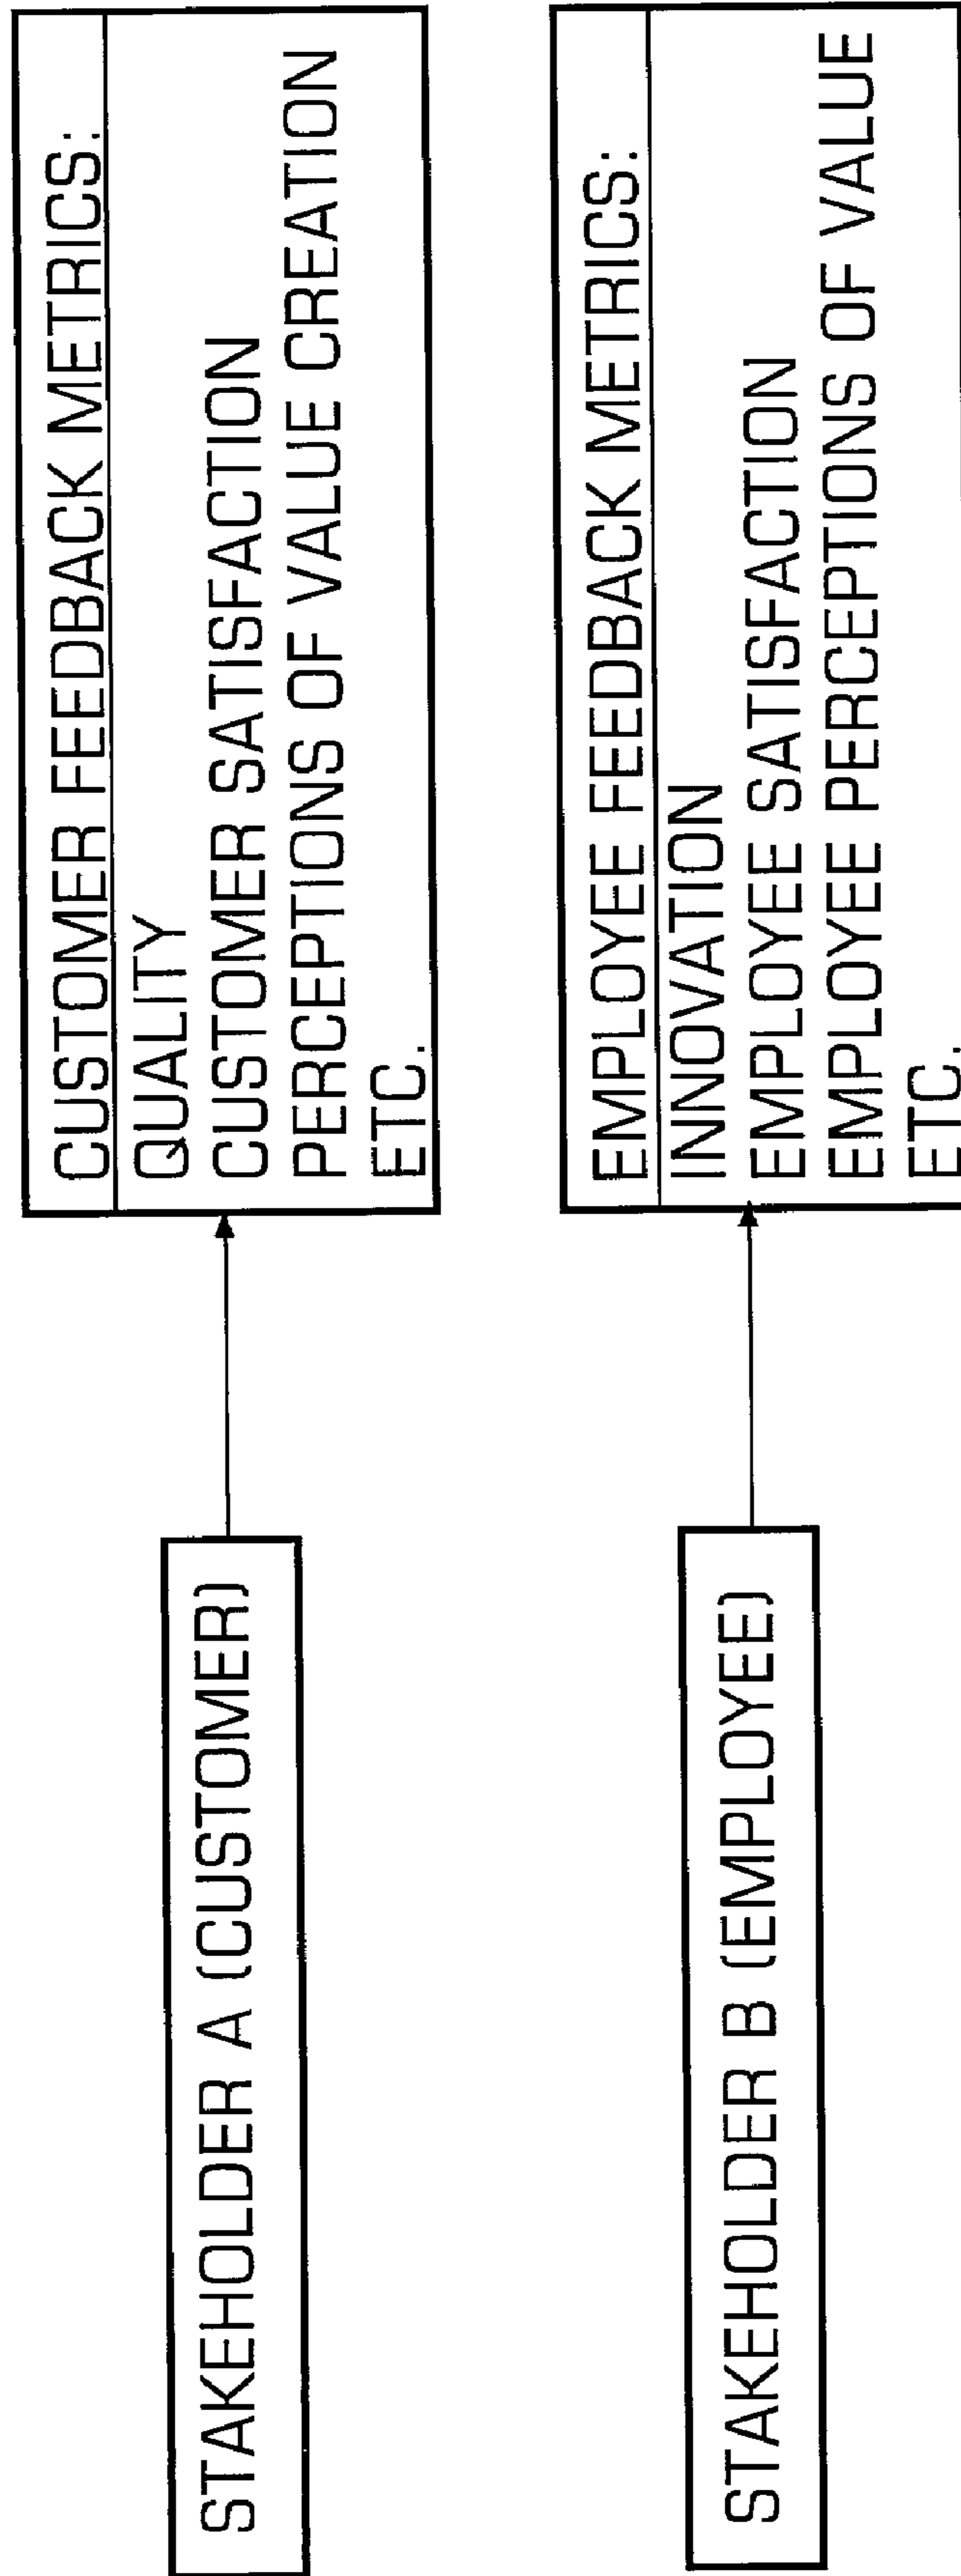 STAKEHOLDER A (CUSTOMER)
CUSTOMER FEEDBACK METRICS:
QUALITY
CUSTOMER SATISFACTION
PERCEPTIONS OF VALUE CREATION
ETC.
STAKEHOLDER B (EMPLOYEE)
EMPLOYEE FEEDBACK METRICS:
INNOVATION
EMPLOYEE SATISFACTION
EMPLOYEE PERCEPTIONS OF VALUE
ETC.